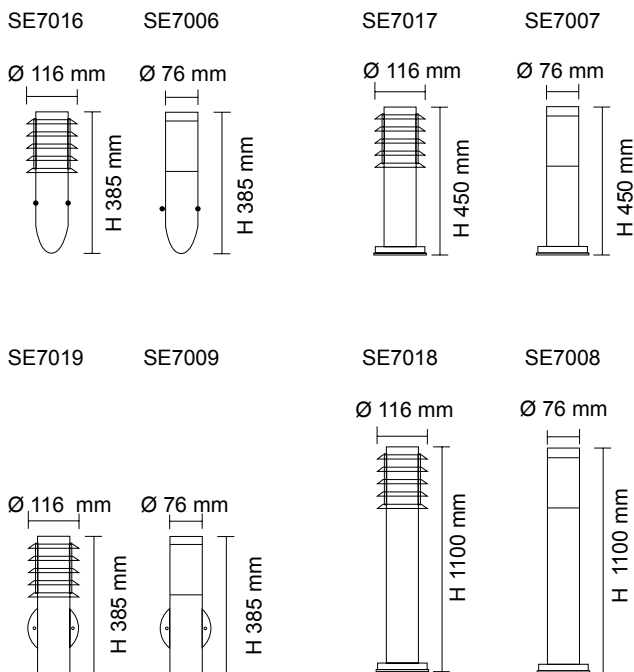 SE7016
SE7006
SE7017
SE7007
Ø 116 mm
Ø 76 mm
Ø 116 mm
Ø 76 mm
H 385 mm
H 385 mm
H 450 mm
H 450 mm
SE7019
SE7009
SE7018
SE7008
Ø 116 mm
Ø 76 mm
Ø 116 mm
Ø 76 mm
H 385 mm
H 385 mm
H 1100 mm
H 1100 mm